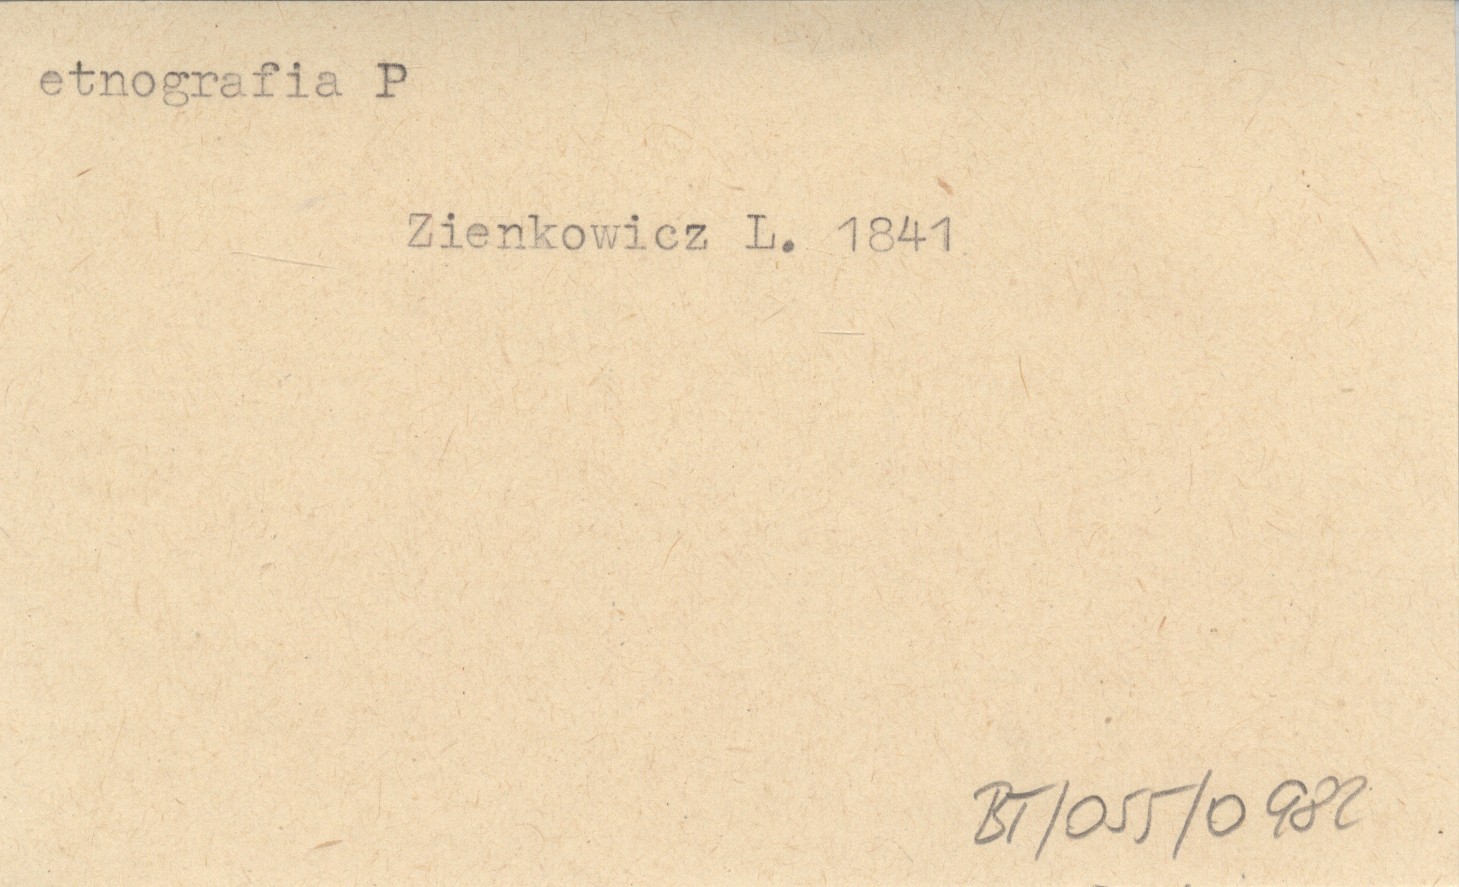 etnografia P
Zienkowicz L. 1841
BT/055/0982